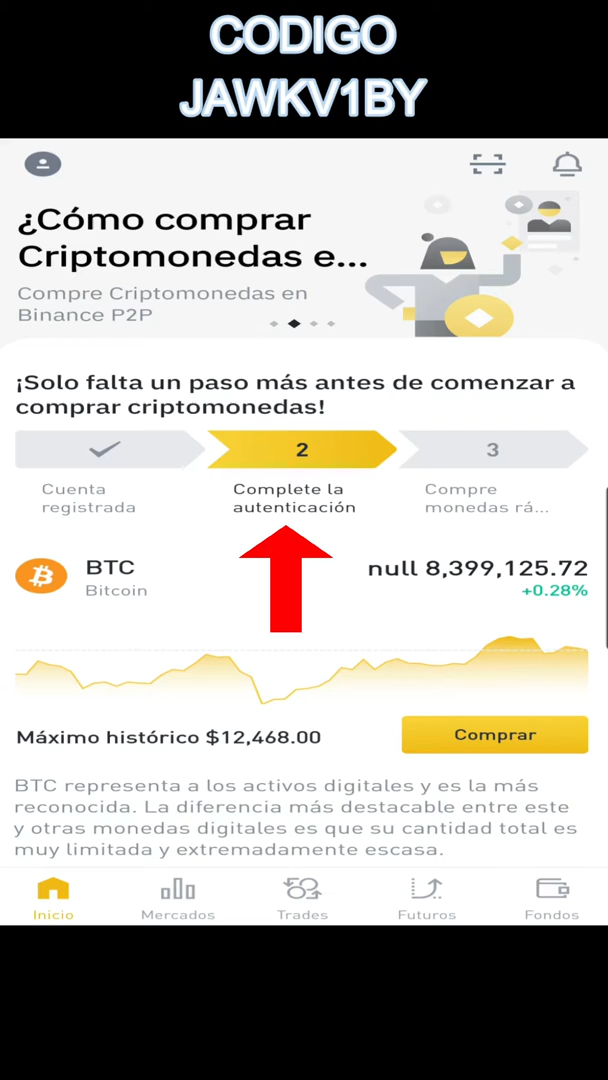 CODIGO
JAWKV1BY
¿Cómo comprar
Criptomonedas e...
Compre Criptomonedas en
Binance P2P
¡Solo falta un paso más antes de comenzar a
comprar criptomonedas!
2
3
Cuenta
registrada
Complete la
autenticación
Compre
monedas rá...
BTC
Bitcoin
null 8,399,125.72
+0.28%
Máximo histórico $12,468.00
Comprar
BTC representa a los activos digitales y es la más
reconocida. La diferencia más destacable entre este
y otras monedas digitales es que su cantidad total es
muy limitada y extremadamente escasa.
Inicio
Mercados
Trades
Futuros
Fondos